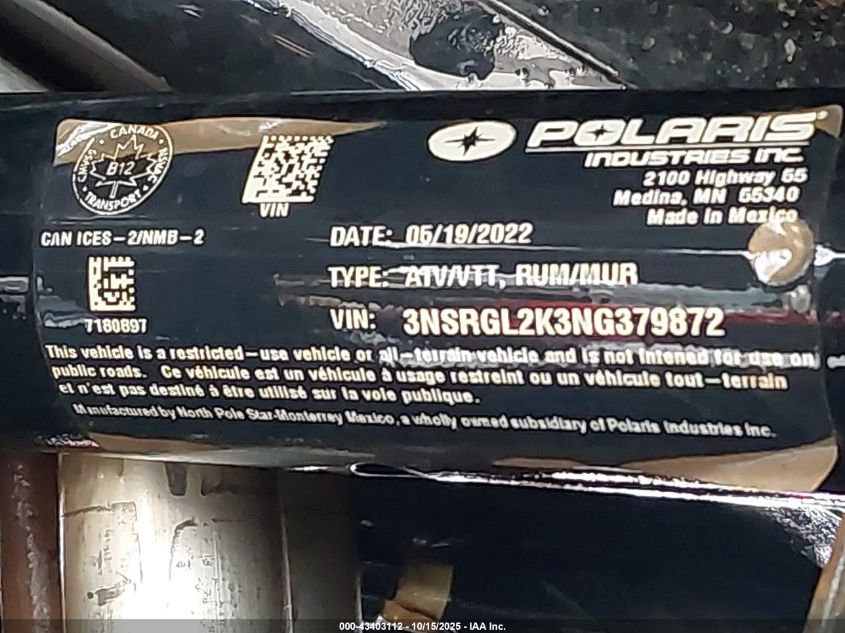 CANADA
B12
TRANSPORT
VIN
POLARIS
INDUSTRIES INC.
2100 Highway 55
Medina, MN 55340
Made in Mexico
CAN ICES-2/NMB-2
DATE: 05/19/2022
TYPE: ATV/VTT, RUM/MUR
7180897
VIN: 3NSRGL2K3NG379872
This vehicle is a restricted-use vehicle or all-terrain vehicle and is not intened for use on
public roads. Ce véhicule est un véhicule à usage restreint ou un véhicule tout-terrain
et n'est pas destiné à être utilisé sur la voie publique.
Manufactured by North Pole Star-Monterrey Mexico, a wholly owned subsidiary of Polaris Industries Inc.
000-43403112 - 10/15/2025 - IAA Inc.